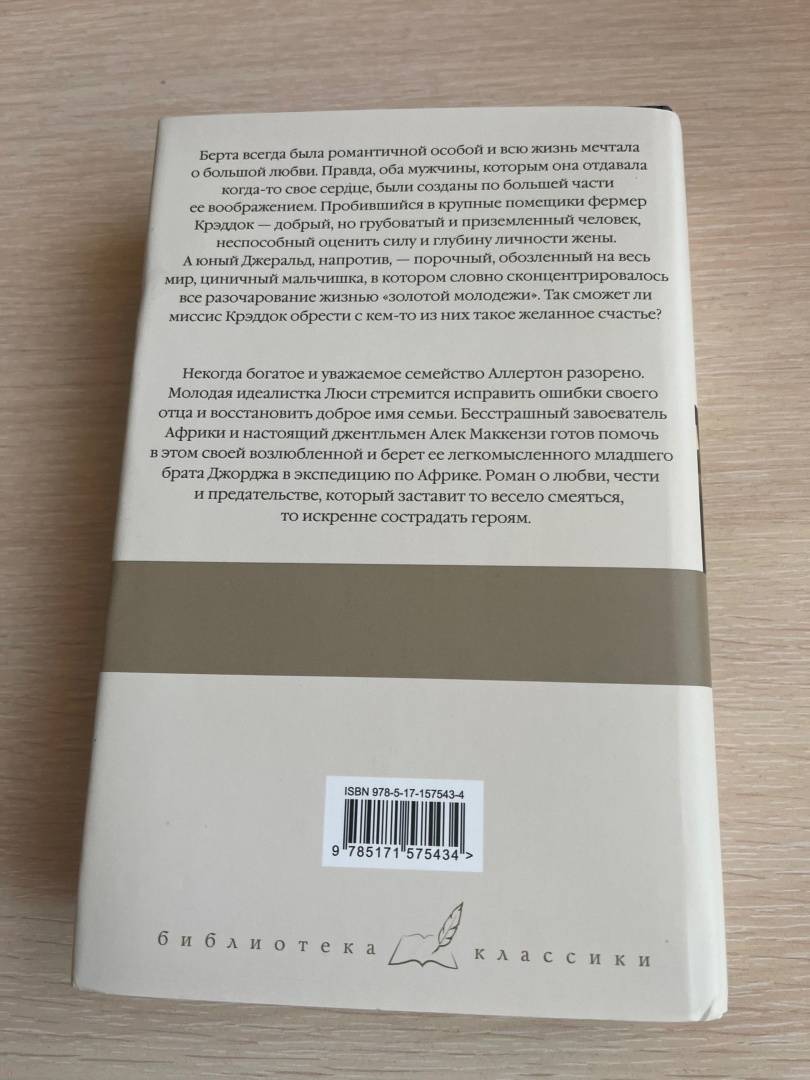 Берта всегда была романтичной особой и всю жизнь мечтала
о большой любви. Правда, оба мужчины, которым она отдавала
когда-то свое сердце, были созданы по большей части
ее воображением. Пробившийся в крупные помещики фермер
Крэддок — добрый, но грубоватый и приземленный человек,
неспособный оценить силу и глубину личности жены.
А юный Джеральд, напротив, — порочный, обозленный на весь
мир, циничный мальчишка, в котором словно сконцентрировалось
все разочарование жизнью «золотой молодежи». Так сможет ли
миссис Крэддок обрести с кем-то из них такое желанное счастье?
Некогда богатое и уважаемое семейство Аллертон разорено.
Молодая идеалистка Люси стремится исправить ошибки своего
отца и восстановить доброе имя семьи. Бесстрашный завоеватель
Африки и настоящий джентльмен Алек Маккензи готов помочь
в этом своей возлюбленной и берет ее легкомысленного младшего
брата Джорджа в экспедицию по Африке. Роман о любви, чести
и предательстве, который заставит то весело смеяться,
то искренне сострадать героям.
ISBN 978-5-17-157543-4
9 785171 575434 >
библиотека классики